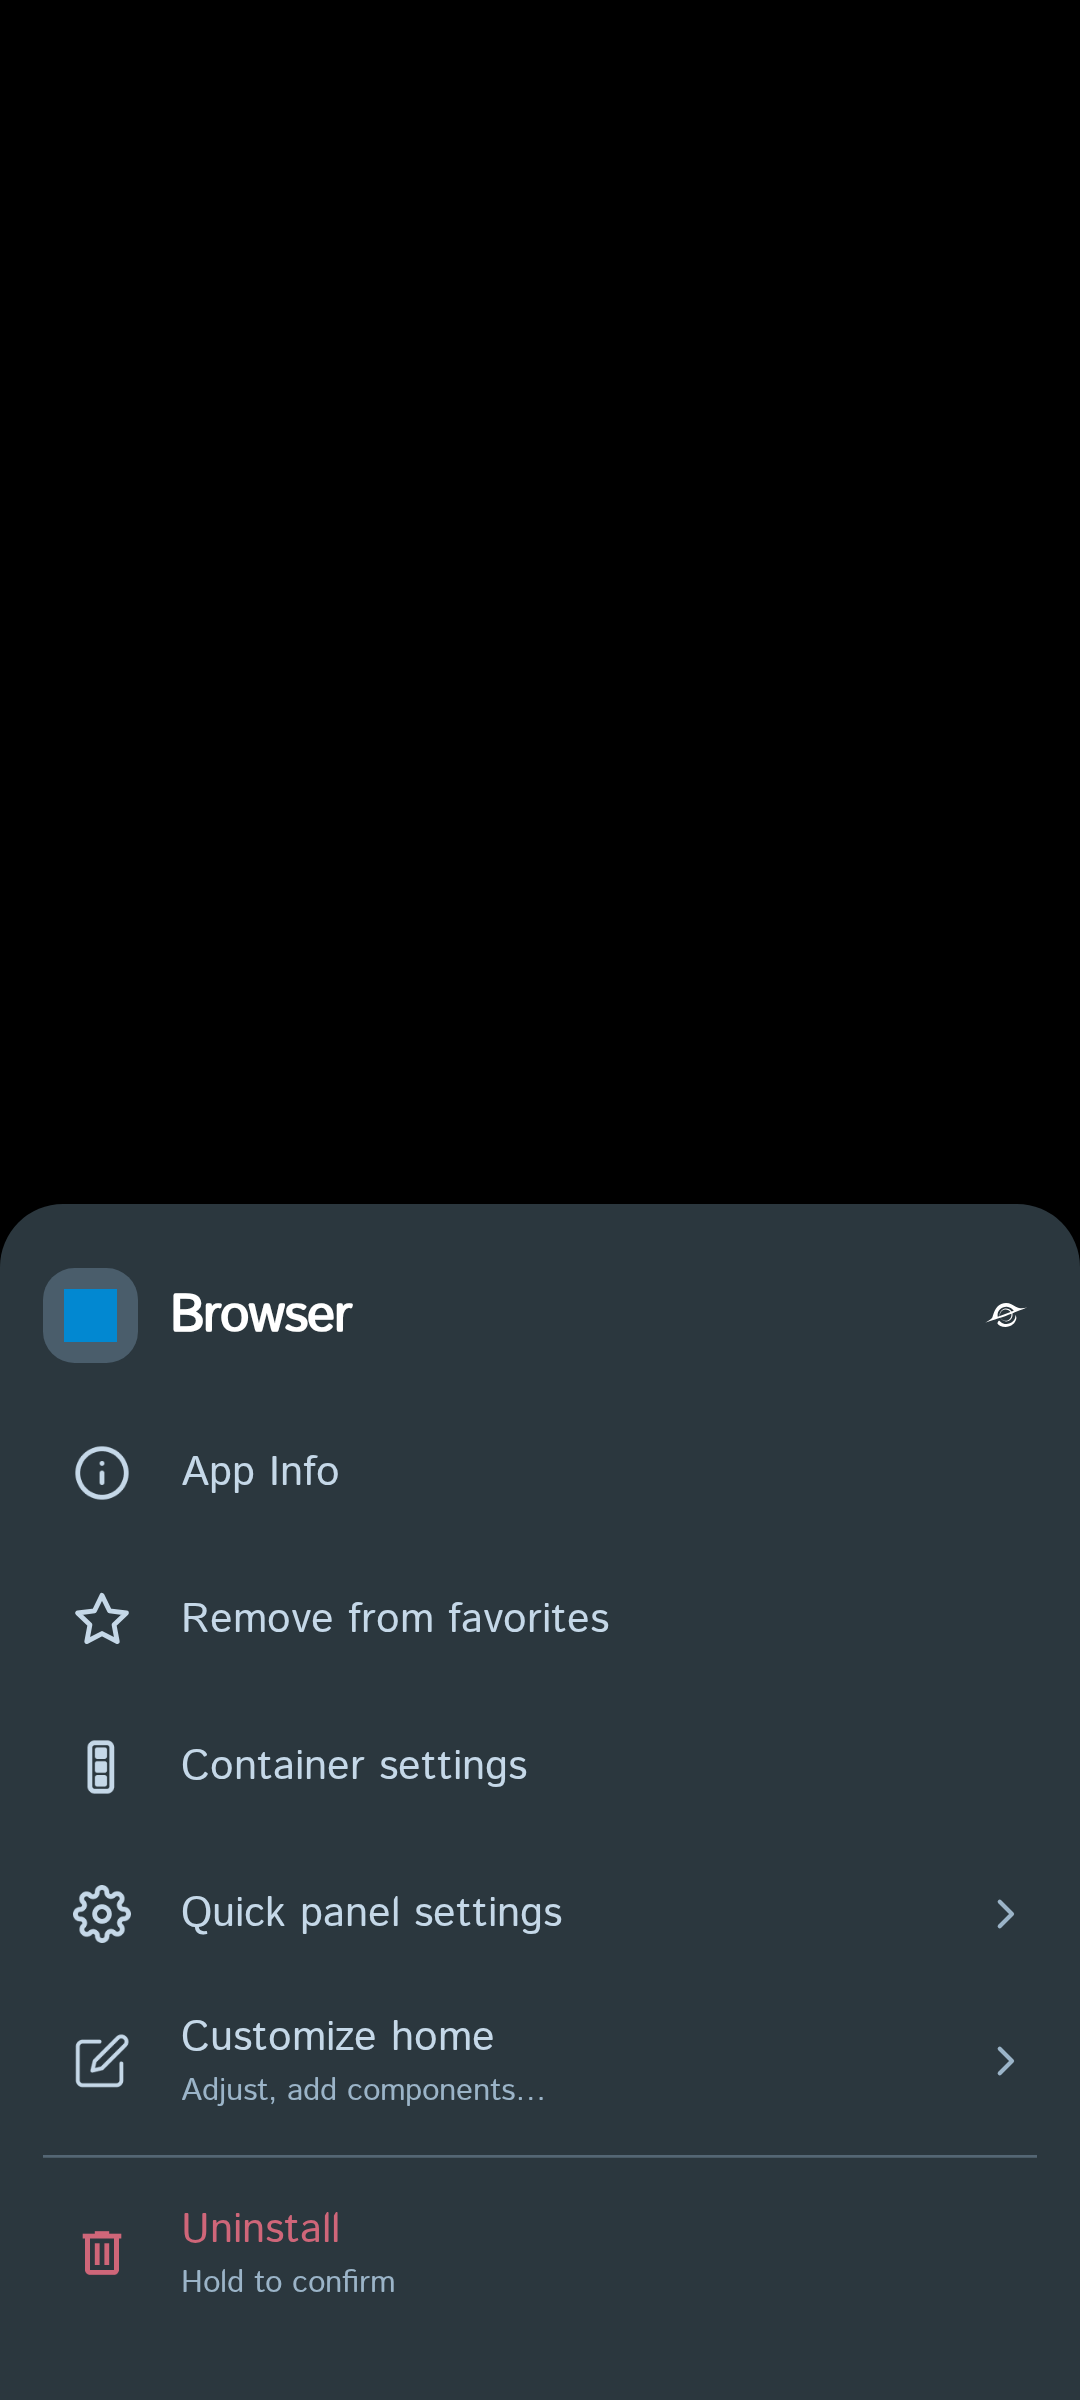 Browser
App Info
Remove from favorites
Container settings
Quick panel settings
Customize home
Adjust, add components...
Uninstall
Hold to confirm